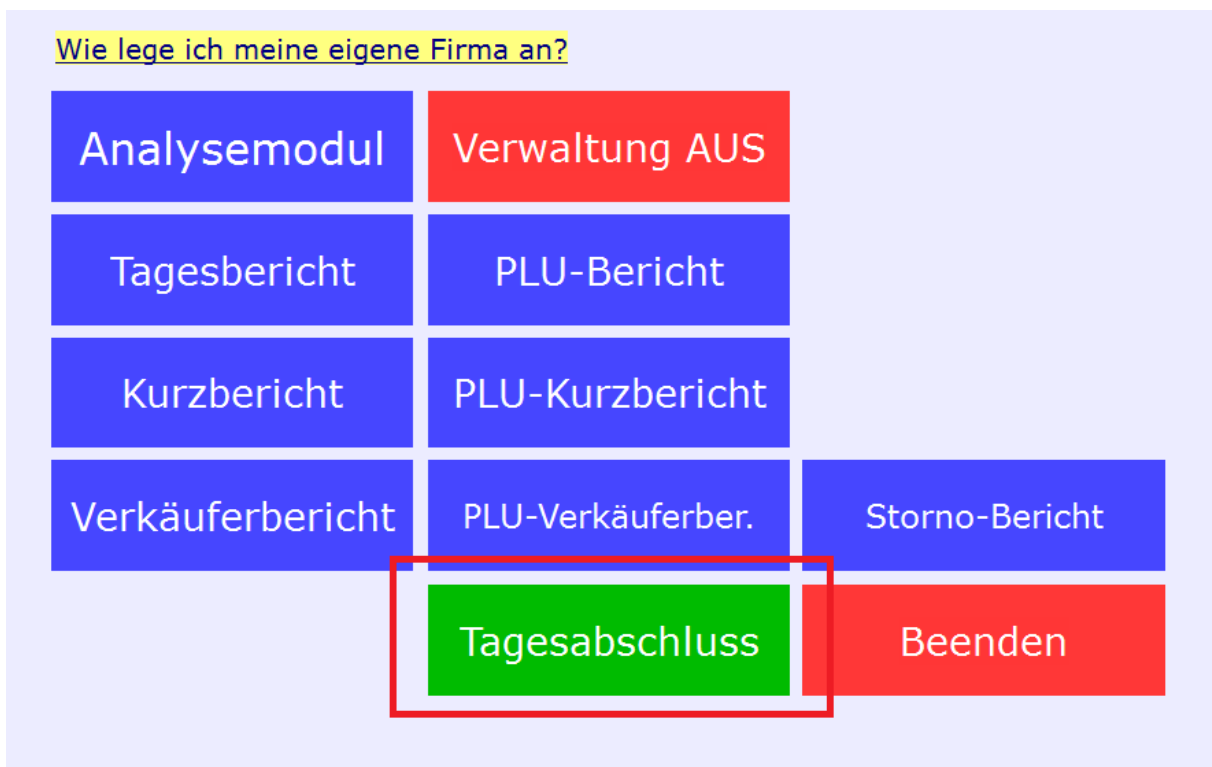 Wie lege ich meine eigene Firma an?
Analysemodul
Verwaltung AUS
Tagesbericht
PLU-Bericht
Kurzbericht
PLU-Kurzbericht
Verkäuferbericht
PLU-Verkäuferber.
Storno-Bericht
Tagesabschluss
Beenden